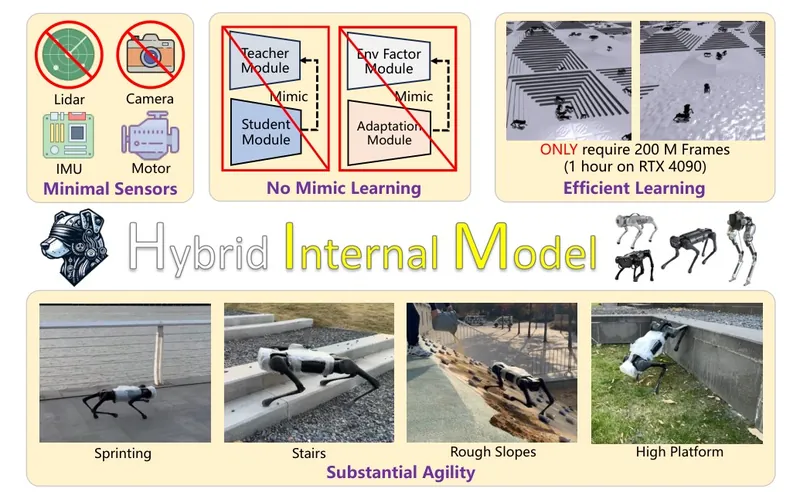 Lidar
Camera
IMU
Motor
Minimal Sensors
Teacher
Module
Mimic
Student
Module
Env Factor
Module
Mimic
Adaptation
Module
No Mimic Learning
ONLY require 200 M Frames
(1 hour on RTX 4090)
Efficient Learning
Hybrid Internal Model
Sprinting
Stairs
Rough Slopes
High Platform
Substantial Agility